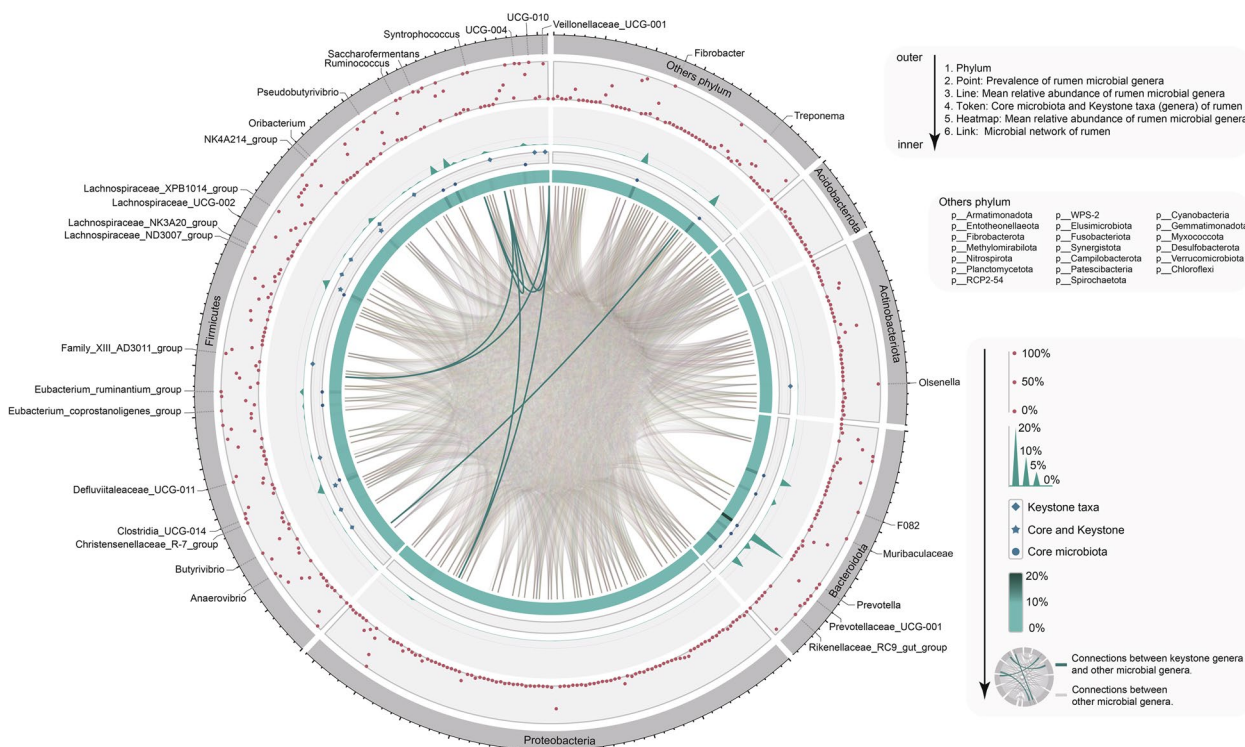 UCG-010
Veillonellaceae_UCG-001
UCG-004
Syntrophococcus
Saccharofermentans
Ruminococcus
Pseudobutyrivibrio
Oribacterium
NK4A214_group
Lachnospiraceae_XPB1014_group
Lachnospiraceae_UCG-002
Lachnospiraceae_NK3A20_group
Lachnospiraceae_ND3007_group
Family_XIII_AD3011_group
Eubacterium_ruminantium_group
Eubacterium_coprostanoligenes_group
Defluviitaleaceae_UCG-011
Clostridia_UCG-014
Christensenellaceae_R-7_group
Butyrivibrio
Anaerovibrio
Fibrobacter
Treponema
Olsenella
F082
Muribaculaceae
Prevotella
Prevotellaceae_UCG-001
Rikenellaceae_RC9_gut_group
Others phylum
Acidobacteriota
Actinobacteriota
Bacteroidota
Proteobacteria
Firmicutes
outer
inner
1. Phylum
2. Point: Prevalence of rumen microbial genera
3. Line: Mean relative abundance of rumen microbial genera
4. Token: Core microbiota and Keystone taxa (genera) of rumen
5. Heatmap: Mean relative abundance of rumen microbial genera
6. Link: Microbial network of rumen
Others phylum
p__Armatimonadota p__WPS-2 p__Cyanobacteria
p__Entotheonellaeota p__Elusimicrobiota p__Gemmatimonadota
p__Fibrobacterota p__Fusobacteriota p__Myxococcota
p__Methylomirabilota p__Synergistota p__Desulfobacterota
p__Nitrospirota p__Campilobacterota p__Verrucomicrobiota
p__Planctomycetota p__Patescibacteria p__Chloroflexi
p__RCP2-54 p__Spirochaetota
100%
50%
0%
20%
10%
5%
0%
Keystone taxa
Core and Keystone
Core microbiota
20%
10%
0%
Connections between keystone genera
and other microbial genera.
Connections between
other microbial genera.